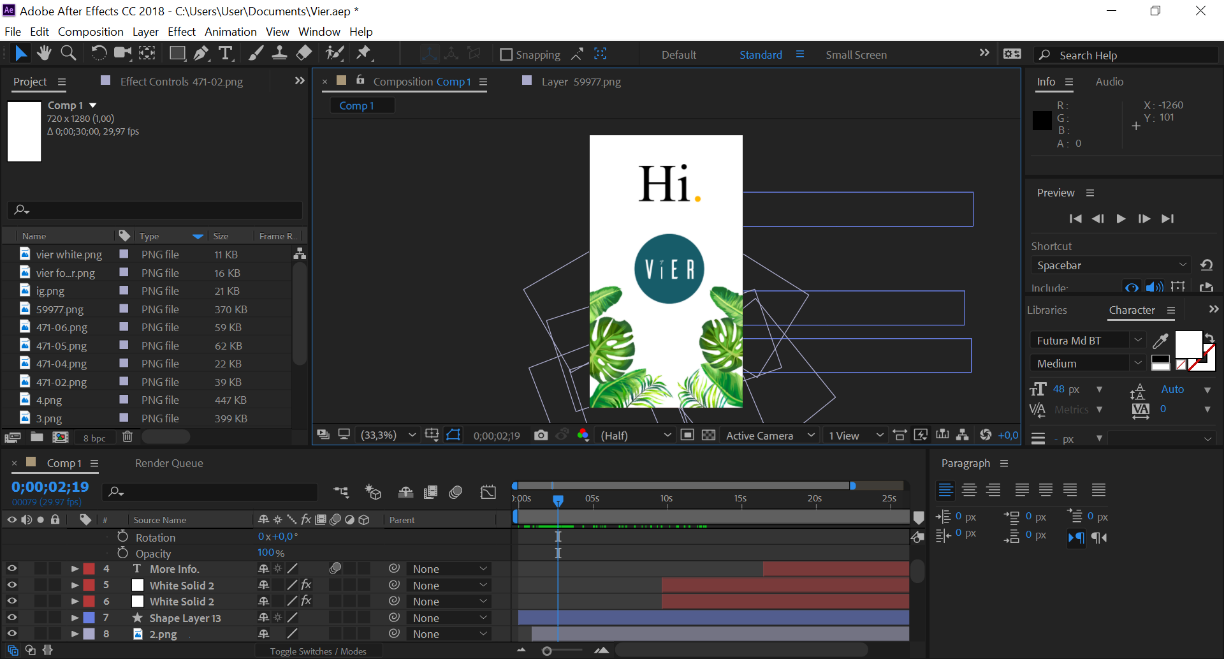 Adobe After Effects CC 2018 - C:\Users\User\Documents\Vier.aep *
File Edit Composition Layer Effect Animation View Window Help
Snapping Default Standard Small Screen Search Help
Project Effect Controls 471-02.png
Composition Comp 1 Layer 59977.png
Info Audio
Comp 1
720 x 1280 (1,00)
Δ 0;00;30;00, 29,97 fps
Comp 1
R:
G:
B:
A: 0
X: -1260
Y: 101
Hi.
ViER
Preview
Shortcut
Spacebar
Include:
Name Type Size Frame R
vier white.png PNG file 11 KB
vier fo...r.png PNG file 16 KB
ig.png PNG file 21 KB
59977.png PNG file 370 KB
471-06.png PNG file 59 KB
471-05.png PNG file 62 KB
471-04.png PNG file 22 KB
471-02.png PNG file 39 KB
4.png PNG file 447 KB
3.png PNG file 399 KB
8 bpc
(33,3%) 0;00;02;19 (Half) Active Camera 1 View +0,0
Libraries Character
Futura Md BT
Medium
48 px Auto
Metrics 0
- px
Comp 1 Render Queue
0;00;02;19
00079 (29.97 fps)
# Source Name Parent
0:00s 05s 10s 15s 20s 25s
Rotation 0x+0,0°
Opacity 100%
4 T More Info. None
5 White Solid 2 None
6 White Solid 2 None
7 Shape Layer 13 None
8 2.png None
Toggle Switches / Modes
Paragraph
0 px 0 px 0 px
0 px 0 px